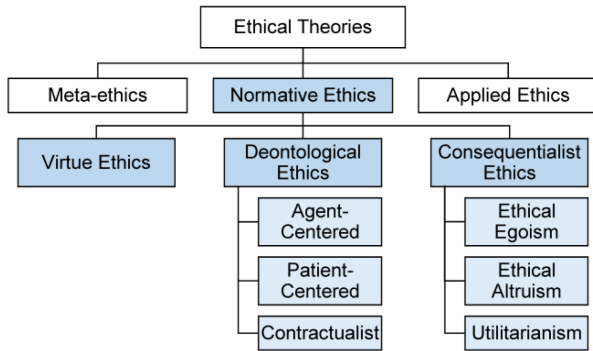 Ethical Theories
Meta-ethics
Normative Ethics
Applied Ethics
Virtue Ethics
Deontological
Ethics
Consequentialist
Ethics
Agent-
Centered
Ethical
Egoism
Patient-
Centered
Ethical
Altruism
Contractualist
Utilitarianism